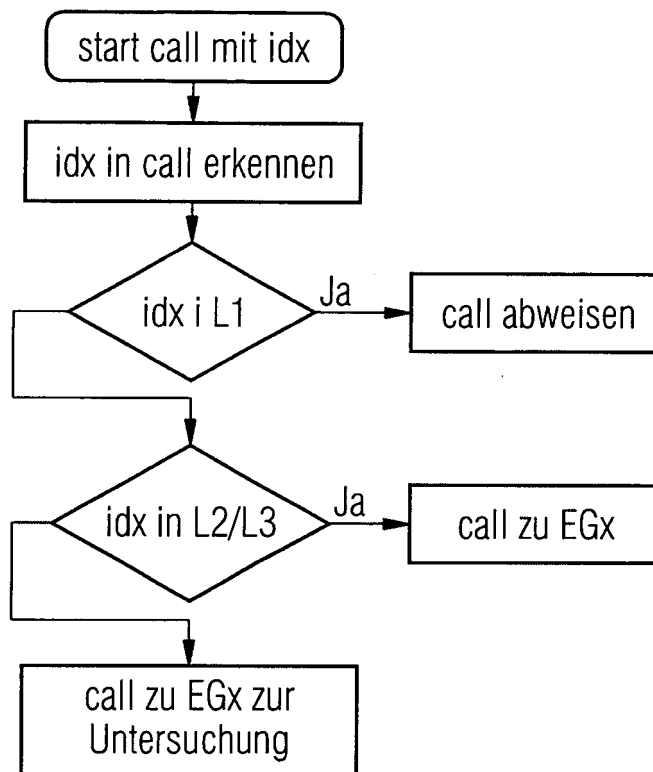 start call mit idx
idx in call erkennen
idx i L1
Ja
call abweisen
idx in L2/L3
Ja
call zu EGx
call zu EGx zur
Untersuchung